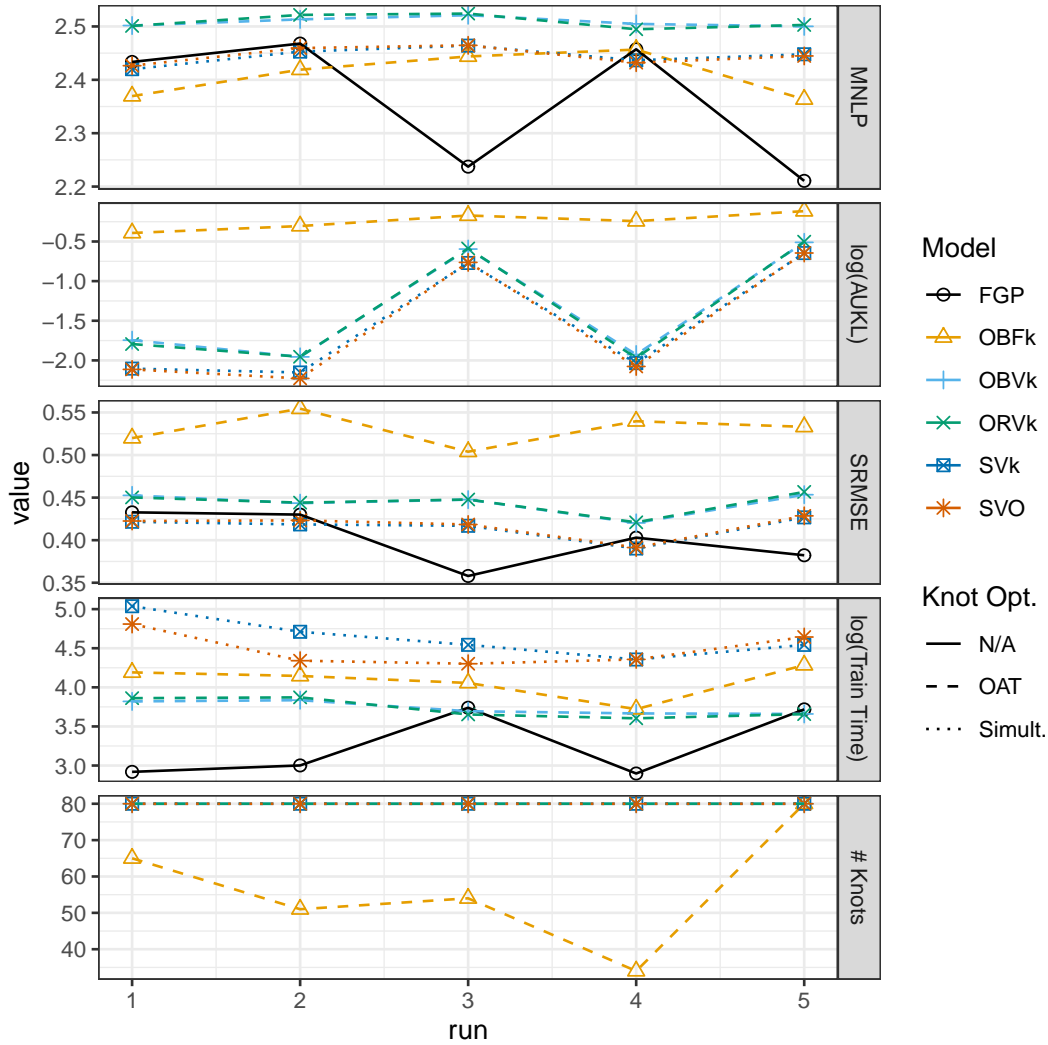 2.5
2.4
2.3
2.2
MNLP
−0.5
−1.0
−1.5
−2.0
log(AUKL)
0.55
0.50
0.45
0.40
0.35
SRMSE
5.0
4.5
4.0
3.5
3.0
log(Train Time)
80
70
60
50
40
# Knots
1 2 3 4 5
run
value
Model
FGP
OBFk
OBVk
ORVk
SVk
SVO
Knot Opt.
N/A
OAT
Simult.